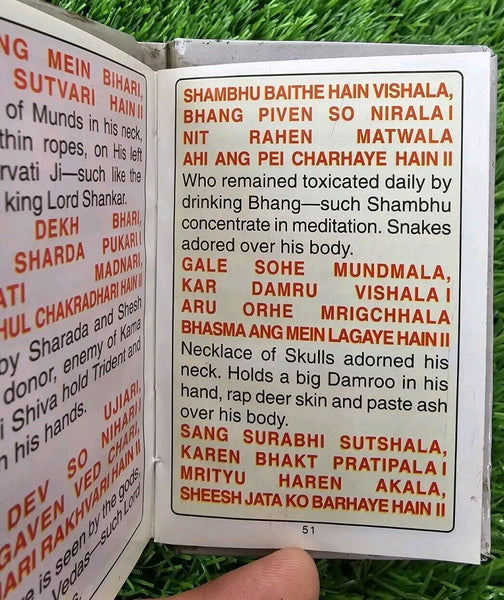 NG MEIN BIHARI,
SUTVARI HAIN II
of Munds in his neck,
thin ropes, on His left
rvati Ji—such like the
king Lord Shankar.
DEKH BHARI,
SHARDA PUKARI I
ATI MADNARI,
HUL CHAKRADHARI HAIN II
by Sharada and Shesh
donor, enemy of Kama
i Shiva hold Trident and
n his hands.
UJIARI,
DEV SO NIHARI
GAVEN VED CHARI,
HARI RAKHVARI HAIN II
re is seen by the gods,
Vedas—such Lord
SHAMBHU BAITHE HAIN VISHALA,
BHANG PIVEN SO NIRALA I
NIT RAHEN MATWALA
AHI ANG PEI CHARHAYE HAIN II
Who remained toxicated daily by
drinking Bhang—such Shambhu
concentrate in meditation. Snakes
adored over his body.
GALE SOHE MUNDMALA,
KAR DAMRU VISHALA I
ARU ORHE MRIGCHHALA
BHASMA ANG MEIN LAGAYE HAIN II
Necklace of Skulls adorned his
neck. Holds a big Damroo in his
hand, rap deer skin and paste ash
over his body.
SANG SURABHI SUTSHALA,
KAREN BHAKT PRATIPALA I
MRITYU HAREN AKALA,
SHEESH JATA KO BARHAYE HAIN II
51